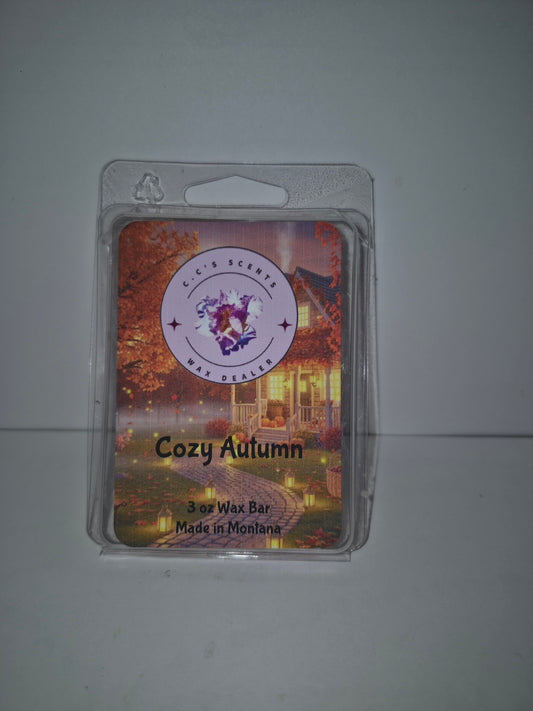 C.C'S SCENTS
WAX DEALER
Cozy Autumn
3 oz Wax Bar
Made in Montana